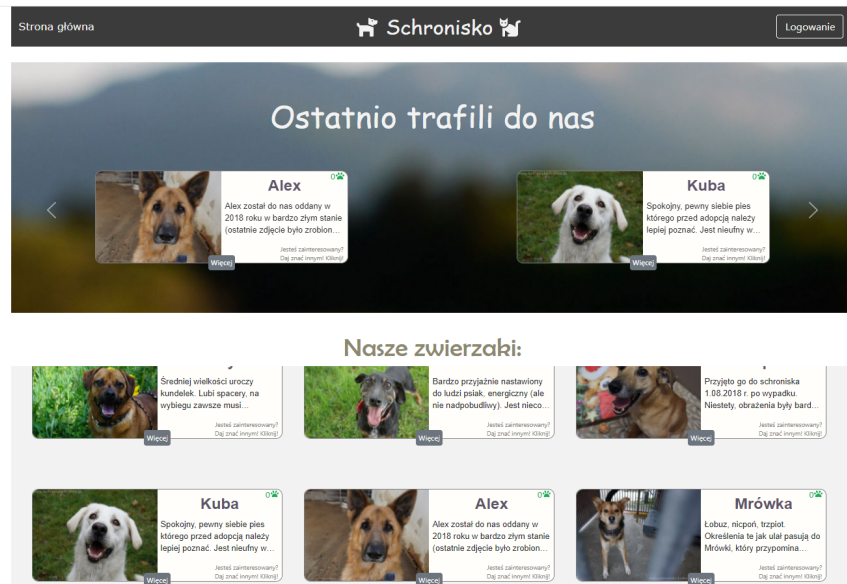 Strona główna
Schronisko
Logowanie
Ostatnio trafili do nas
0
Alex
Alex został do nas oddany w
2018 roku w bardzo złym stanie
(ostatnie zdjęcie było zrobion...
Jesteś zainteresowany?
Daj znać innym! Kliknij!
Więcej
0
Kuba
Spokojny, pewny siebie pies
którego przed adopcją należy
lepiej poznać. Jest nieufny w...
Jesteś zainteresowany?
Daj znać innym! Kliknij!
Więcej
Nasze zwierzaki:
Średniej wielkości uroczy
kundelek. Lubi spacery, na
wybiegu zawsze musi...
Jesteś zainteresowany?
Daj znać innym! Kliknij!
Więcej
Bardzo przyjaźnie nastawiony
do ludzi psiak, energiczny (ale
nie nadpobudliwy). Jest nieco...
Jesteś zainteresowany?
Daj znać innym! Kliknij!
Więcej
Przyjęto go do schroniska
1.08.2018 r. po wypadku.
Niestety, obrażenia były bard...
Jesteś zainteresowany?
Daj znać innym! Kliknij!
Więcej
0
Kuba
Spokojny, pewny siebie pies
którego przed adopcją należy
lepiej poznać. Jest nieufny w...
Jesteś zainteresowany?
Daj znać innym! Kliknij!
Więcej
0
Alex
Alex został do nas oddany w
2018 roku w bardzo złym stanie
(ostatnie zdjęcie było zrobion...
Jesteś zainteresowany?
Daj znać innym! Kliknij!
Więcej
0
Mrówka
Łobuz, nicpoń, trzpiot.
Określenia te jak ulał pasują do
Mrówki, który przypomina...
Jesteś zainteresowany?
Daj znać innym! Kliknij!
Więcej